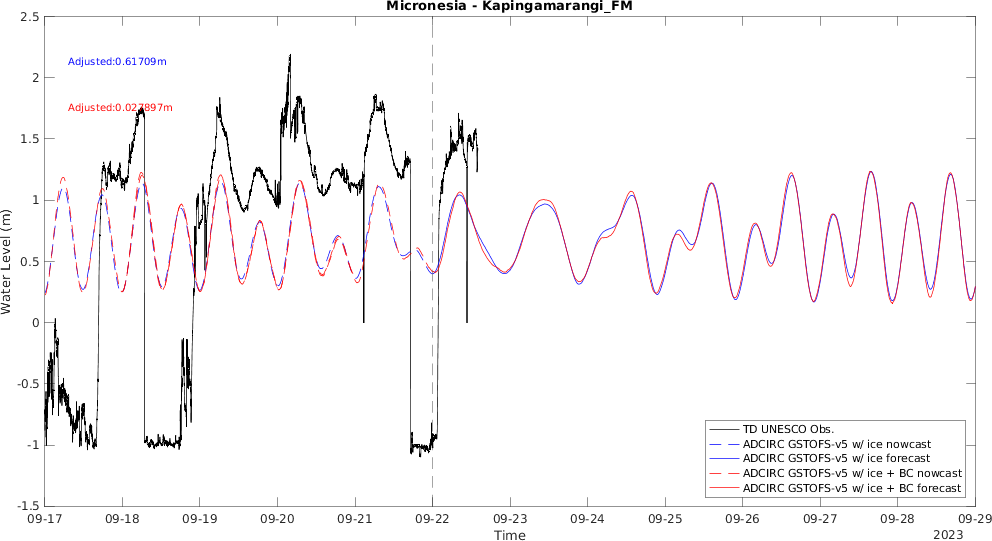 Micronesia - Kapingamarangi_FM
2.5
2
1.5
1
0.5
0
-0.5
-1
-1.5
Water Level (m)
Adjusted:0.61709m
Adjusted:0.027897m
TD UNESCO Obs.
ADCIRC GSTOFS-v5 w/ ice nowcast
ADCIRC GSTOFS-v5 w/ ice forecast
ADCIRC GSTOFS-v5 w/ ice + BC nowcast
ADCIRC GSTOFS-v5 w/ ice + BC forecast
09-17 09-18 09-19 09-20 09-21 09-22 09-23 09-24 09-25 09-26 09-27 09-28 09-29
Time
2023